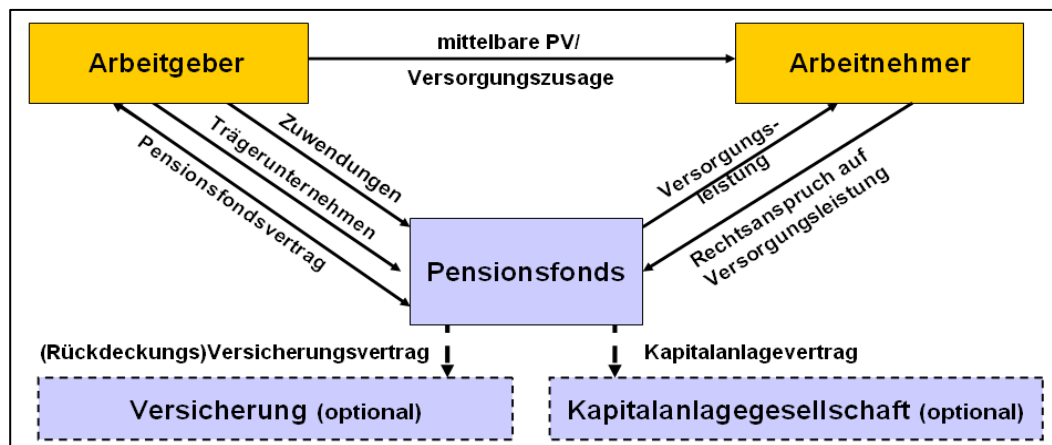 Arbeitgeber
mittelbare PV/
Versorgungszusage
Arbeitnehmer
Zuwendungen
Trägerunternehmen
Pensionsfondsvertrag
Versorgungs-
leistung
Rechtsanspruch auf
Versorgungsleistung
Pensionsfonds
(Rückdeckungs)Versicherungsvertrag
Kapitalanlagevertrag
Versicherung (optional)
Kapitalanlagegesellschaft (optional)